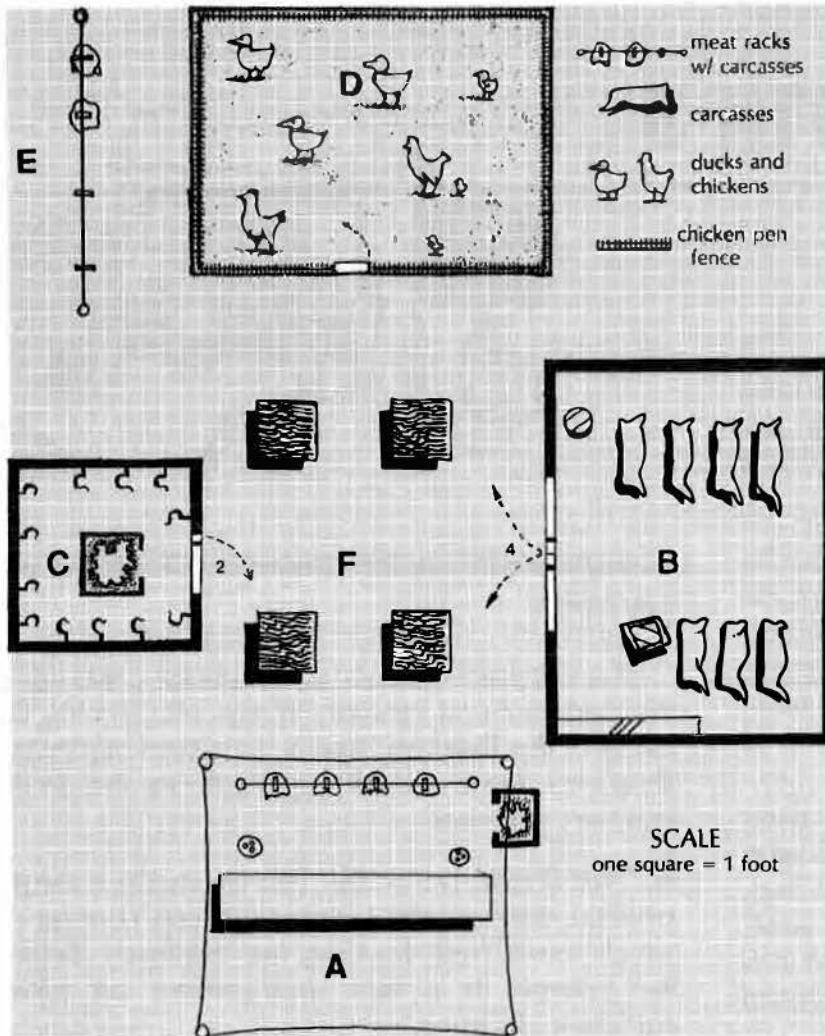 D
E
meat racks
w/ carcasses
carcasses
ducks and
chickens
chicken pen
fence
C
2
F
4
B
A
SCALE
one square = 1 foot